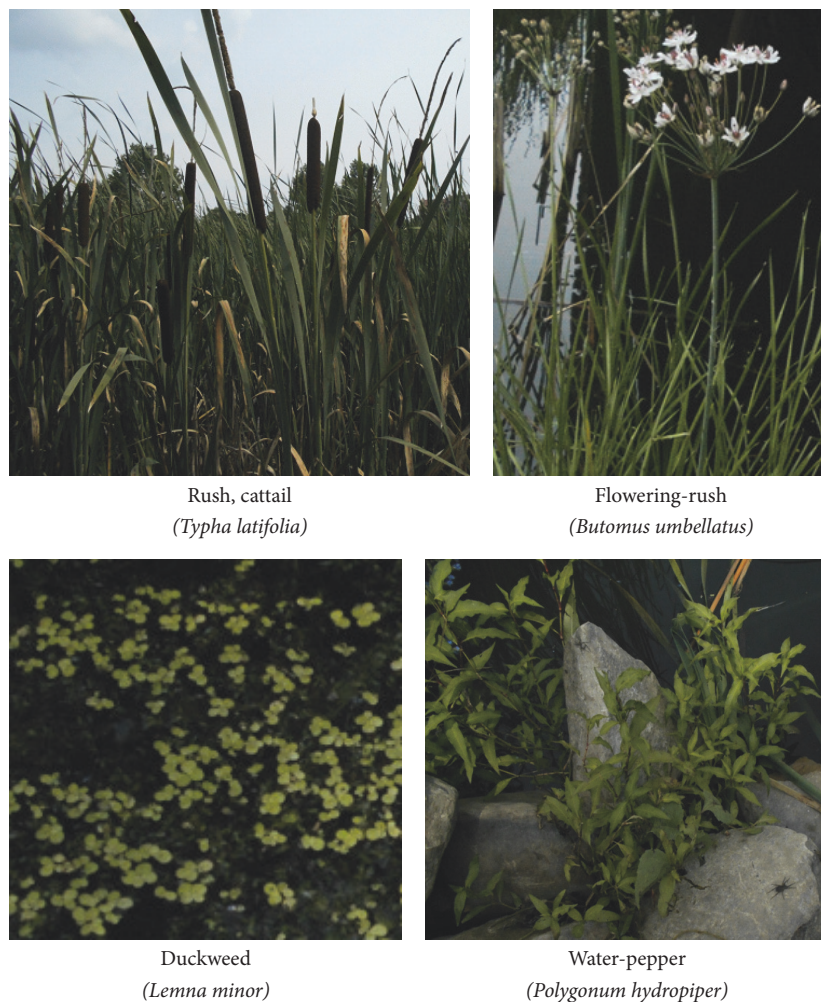 Rush, cattail
(Typha latifolia)
Flowering-rush
(Butomus umbellatus)
Duckweed
(Lemna minor)
Water-pepper
(Polygonum hydropiper)